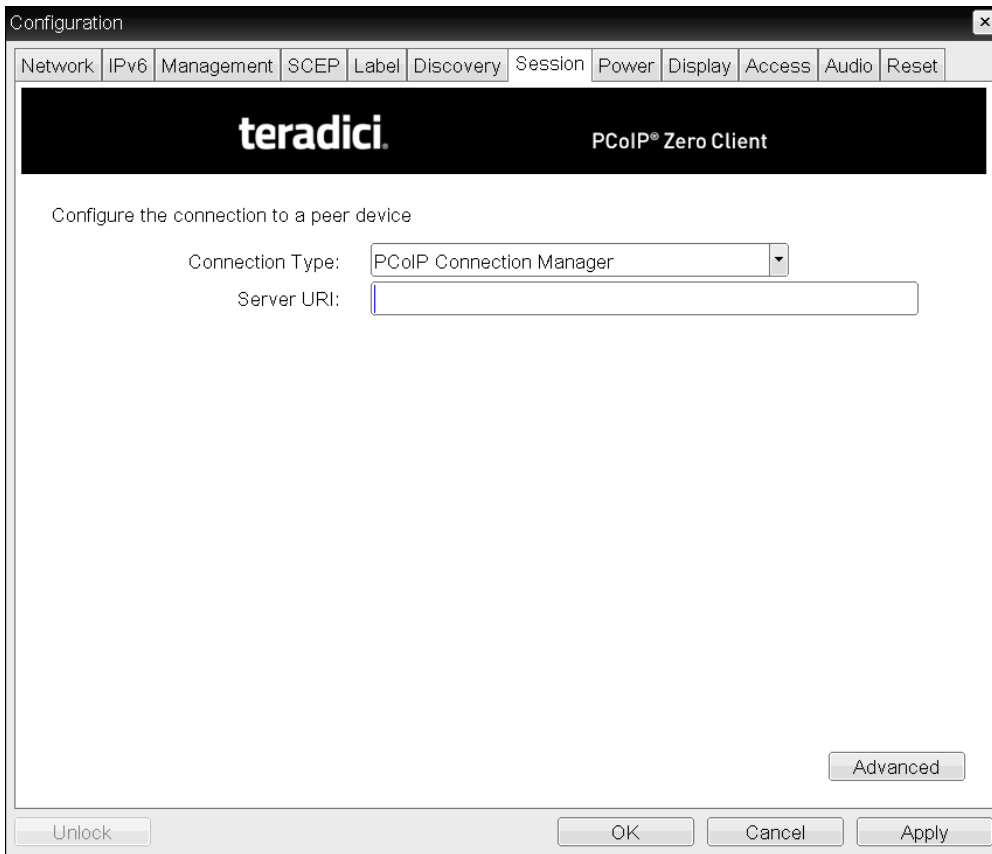 Configuration
Network IPv6 Management SCEP Label Discovery Session Power Display Access Audio Reset
teradici. PCoIP® Zero Client
Configure the connection to a peer device
Connection Type: PCoIP Connection Manager
Server URI:
Advanced
Unlock OK Cancel Apply